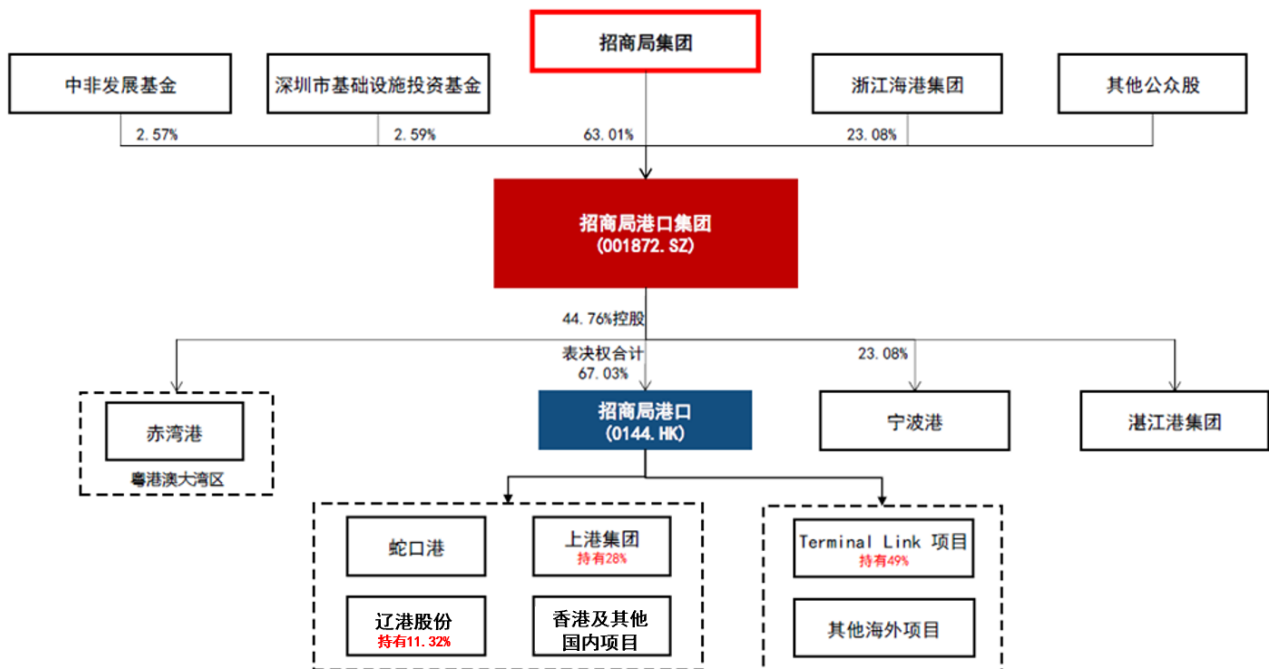 招商局集团
中非发展基金
深圳市基础设施投资基金
浙江海港集团
其他公众股
2.57%
2.59%
63.01%
23.08%
招商局港口集团
(001872.SZ)
44.76%控股
表决权合计
67.03%
23.08%
赤湾港
粤港澳大湾区
招商局港口
(0144.HK)
宁波港
湛江港集团
蛇口港
上港集团
持有28%
Terminal Link 项目
持有49%
辽港股份
持有11.32%
香港及其他
国内项目
其他海外项目